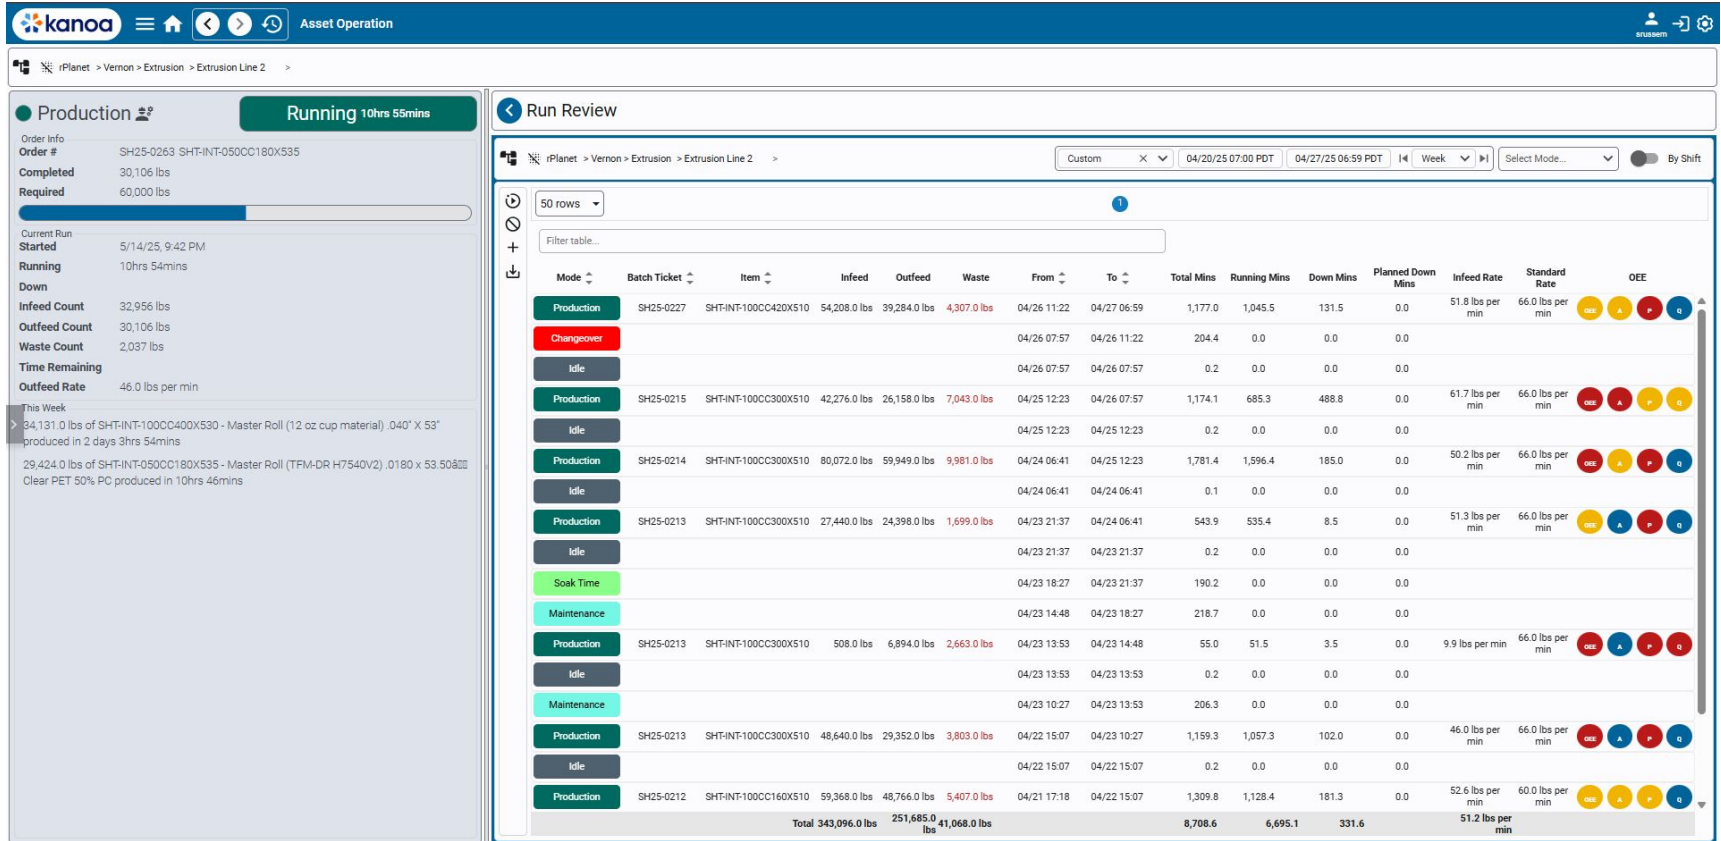 kanoa Asset Operation srussem
rPlanet > Vernon > Extrusion > Extrusion Line 2 >
Production Running 10hrs 55mins
Order Info
Order # SH25-0263 SHT-INT-050CC180X535
Completed 30,106 lbs
Required 60,000 lbs
Current Run
Started 5/14/25, 9:42 PM
Running 10hrs 54mins
Down
Infeed Count 32,956 lbs
Outfeed Count 30,106 lbs
Waste Count 2,037 lbs
Time Remaining
Outfeed Rate 46.0 lbs per min
This Week
34,131.0 lbs of SHT-INT-100CC400X530 - Master Roll (12 oz cup material) .040" X 53"
produced in 2 days 3hrs 54mins
29,424.0 lbs of SHT-INT-050CC180X535 - Master Roll (TFM-DR H7540V2) .0180 x 53.50â
Clear PET 50% PC produced in 10hrs 46mins
Run Review
rPlanet > Vernon > Extrusion > Extrusion Line 2 > Custom 04/20/25 07:00 PDT 04/27/25 06:59 PDT Week Select Mode... By Shift
50 rows 1
Filter table...
Mode Batch Ticket Item Infeed Outfeed Waste From To Total Mins Running Mins Down Mins Planned Down Mins Infeed Rate Standard Rate OEE
Production SH25-0227 SHT-INT-100CC420X510 54,208.0 lbs 39,284.0 lbs 4,307.0 lbs 04/26 11:22 04/27 06:59 1,177.0 1,045.5 131.5 0.0 51.8 lbs per min 66.0 lbs per min OEE A P Q
Changeover 04/26 07:57 04/26 11:22 204.4 0.0 0.0 0.0
Idle 04/26 07:57 04/26 07:57 0.2 0.0 0.0 0.0
Production SH25-0215 SHT-INT-100CC300X510 42,276.0 lbs 26,158.0 lbs 7,043.0 lbs 04/25 12:23 04/26 07:57 1,174.1 685.3 488.8 0.0 61.7 lbs per min 66.0 lbs per min OEE A P Q
Idle 04/25 12:23 04/25 12:23 0.2 0.0 0.0 0.0
Production SH25-0214 SHT-INT-100CC300X510 80,072.0 lbs 59,949.0 lbs 9,981.0 lbs 04/24 06:41 04/25 12:23 1,781.4 1,596.4 185.0 0.0 50.2 lbs per min 66.0 lbs per min OEE A P Q
Idle 04/24 06:41 04/24 06:41 0.1 0.0 0.0 0.0
Production SH25-0213 SHT-INT-100CC300X510 27,440.0 lbs 24,398.0 lbs 1,699.0 lbs 04/23 21:37 04/24 06:41 543.9 535.4 8.5 0.0 51.3 lbs per min 66.0 lbs per min OEE A P Q
Idle 04/23 21:37 04/23 21:37 0.2 0.0 0.0 0.0
Soak Time 04/23 18:27 04/23 21:37 190.2 0.0 0.0 0.0
Maintenance 04/23 14:48 04/23 18:27 218.7 0.0 0.0 0.0
Production SH25-0213 SHT-INT-100CC300X510 508.0 lbs 6,894.0 lbs 2,663.0 lbs 04/23 13:53 04/23 14:48 55.0 51.5 3.5 0.0 9.9 lbs per min 66.0 lbs per min OEE A P Q
Idle 04/23 13:53 04/23 13:53 0.2 0.0 0.0 0.0
Maintenance 04/23 10:27 04/23 13:53 206.3 0.0 0.0 0.0
Production SH25-0213 SHT-INT-100CC300X510 48,640.0 lbs 29,352.0 lbs 3,803.0 lbs 04/22 15:07 04/23 10:27 1,159.3 1,057.3 102.0 0.0 46.0 lbs per min 66.0 lbs per min OEE A P Q
Idle 04/22 15:07 04/22 15:07 0.2 0.0 0.0 0.0
Production SH25-0212 SHT-INT-100CC160X510 59,368.0 lbs 48,766.0 lbs 5,407.0 lbs 04/21 17:18 04/22 15:07 1,309.8 1,128.4 181.3 0.0 52.6 lbs per min 60.0 lbs per min OEE A P Q
Total 343,096.0 lbs 251,685.0 lbs 41,068.0 lbs 8,708.6 6,695.1 331.6 51.2 lbs per min